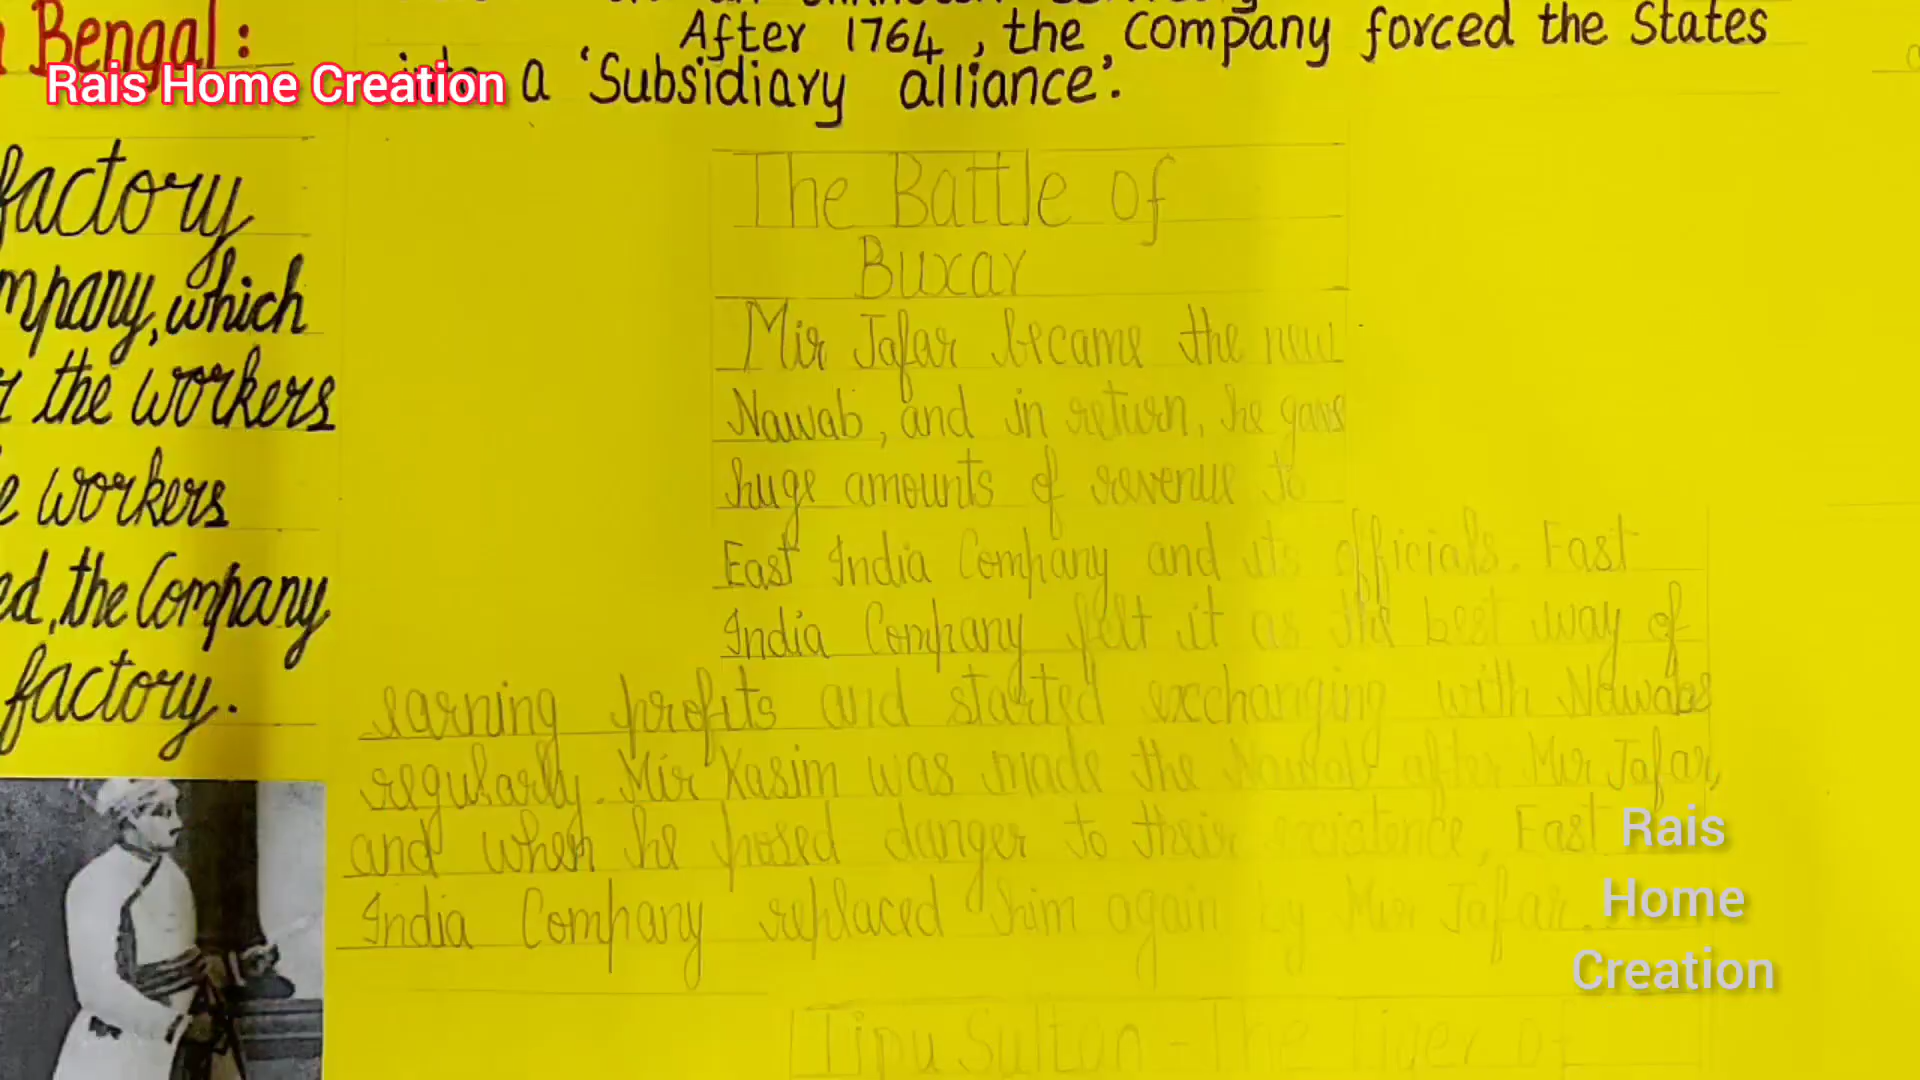 Bengal:
Rais Home Creation
factory
mpany, which
the workers
workers
ed, the Company
factory.
After 1764, the company forced the States
a 'Subsidiary alliance'.
The Battle of
Buxar
Mir Jafar became the new
Nawab, and in return, he gave
huge amounts of revenue to
East India Company and its officials. East
India Company felt it as the best way of
earning profits and started exchanging with Nawabs
regularly. Mir Kasim was made the Nawab after Mir Jafar,
and when he posed danger to their existence, East
India Company replaced him again by Mir Jafar.
Tipu Sultan - The Tiger of
Rais
Home
Creation